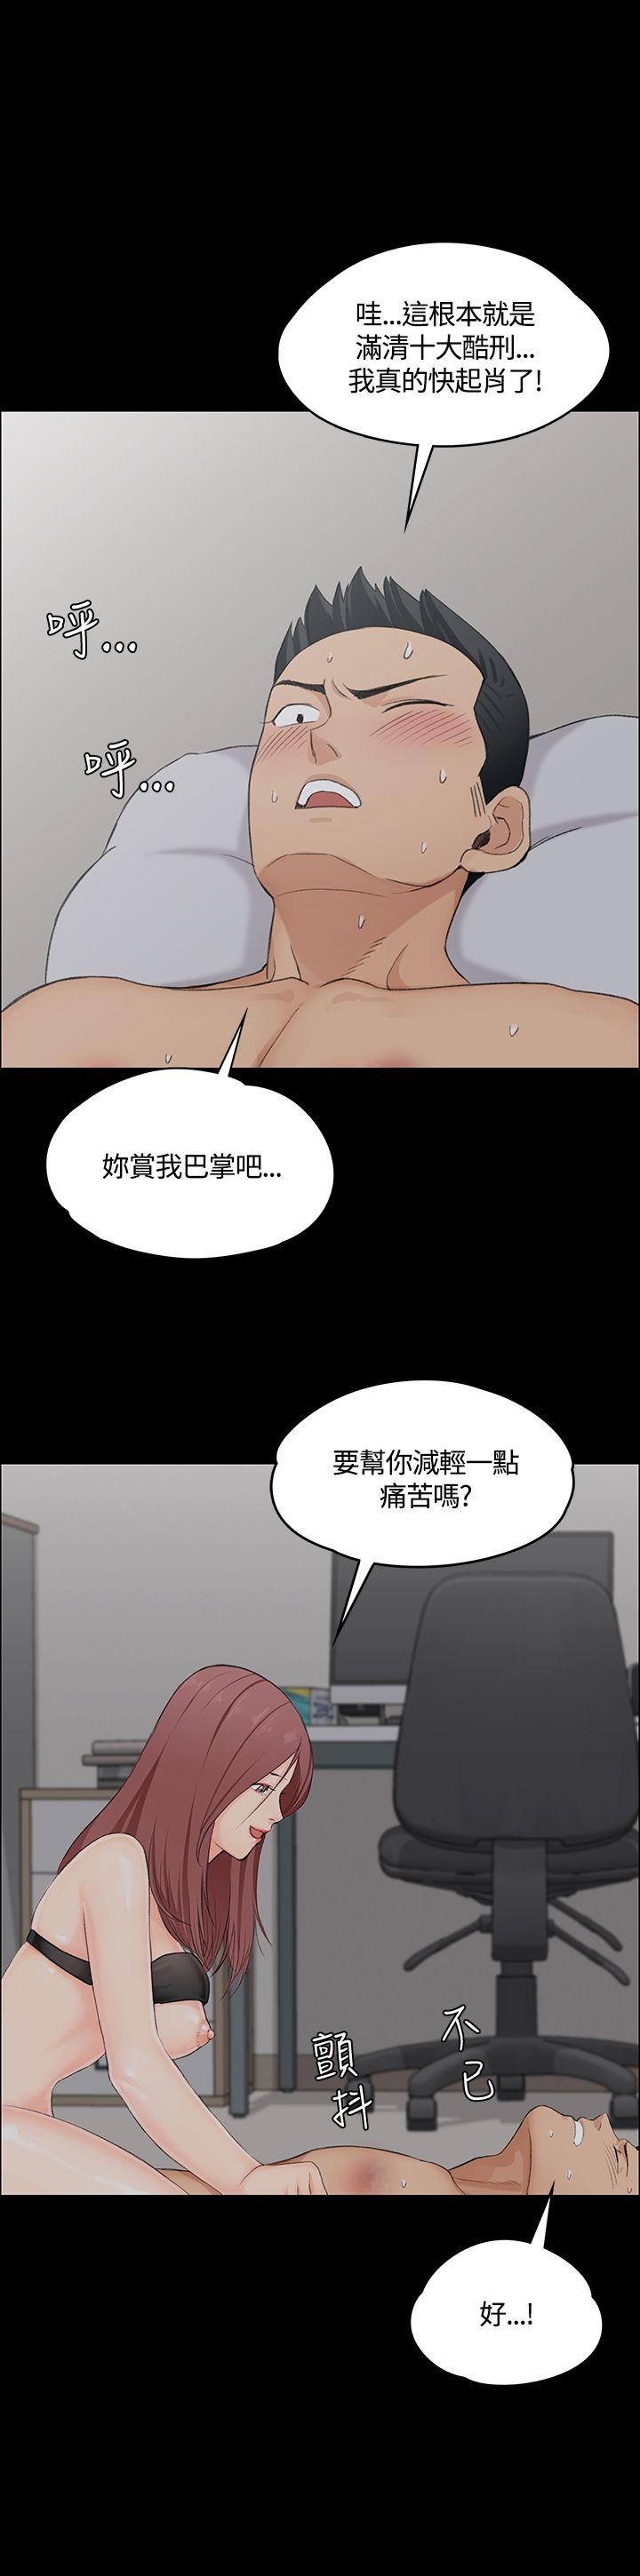 哇...這根本就是
滿清十大酷刑...
我真的快起肖了!
呼...
呼...
妳賞我巴掌吧...
要幫你減輕一點
痛苦嗎?
顫抖
不已
好...!